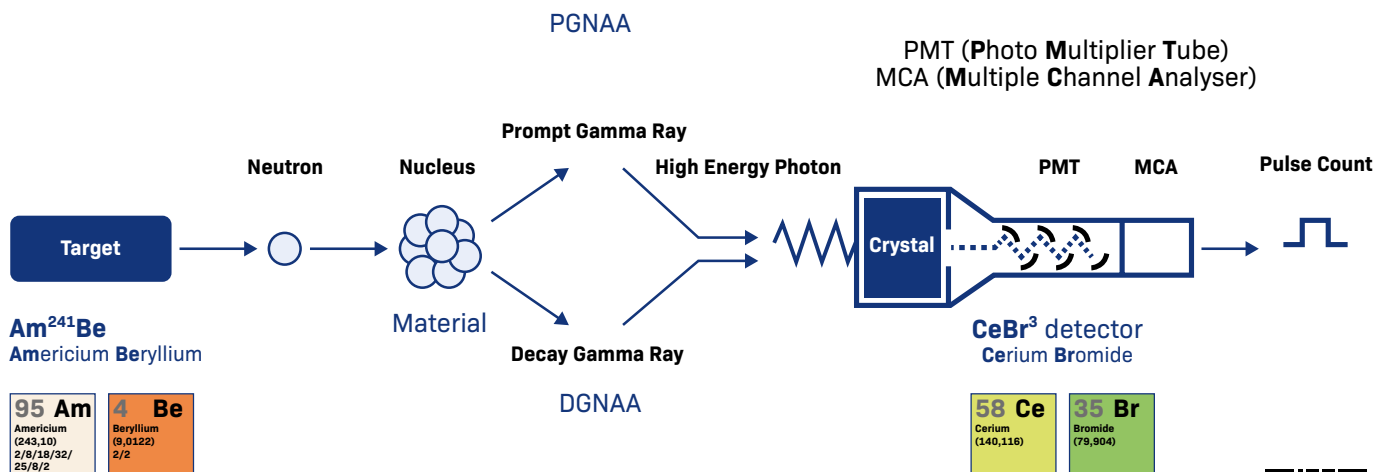 PGNAA
PMT (Photo Multiplier Tube)
MCA (Multiple Channel Analyser)
Prompt Gamma Ray
Neutron
Nucleus
High Energy Photon
PMT
MCA
Pulse Count
Target
Crystal
Material
Am²⁴¹Be
Americium Beryllium
CeBr³ detector
Cerium Bromide
Decay Gamma Ray
DGNAA
95 Am
Americium
(243,10)
2/8/18/32/
25/8/2
4 Be
Beryllium
(9,0122)
2/2
58 Ce
Cerium
(140,116)
35 Br
Bromide
(79,904)